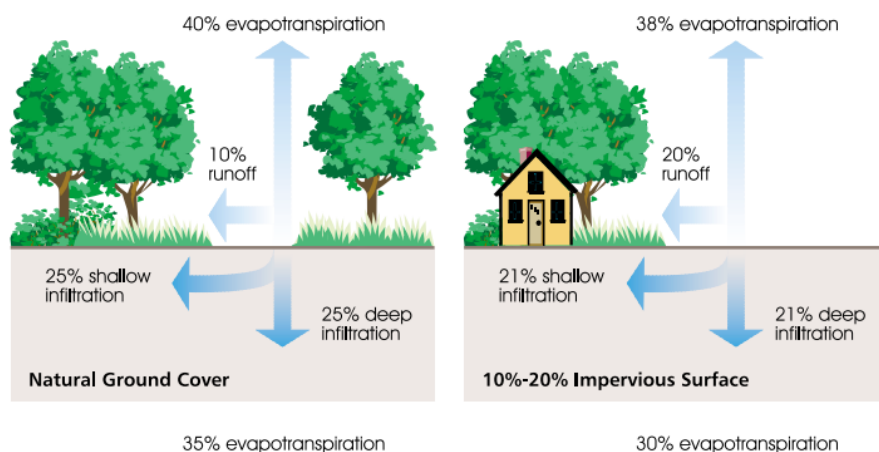 40% evapotranspiration
10%
runoff
25% shallow
infiltration
25% deep
infiltration
Natural Ground Cover
38% evapotranspiration
20%
runoff
21% shallow
infiltration
21% deep
infiltration
10%-20% Impervious Surface
35% evapotranspiration
30% evapotranspiration